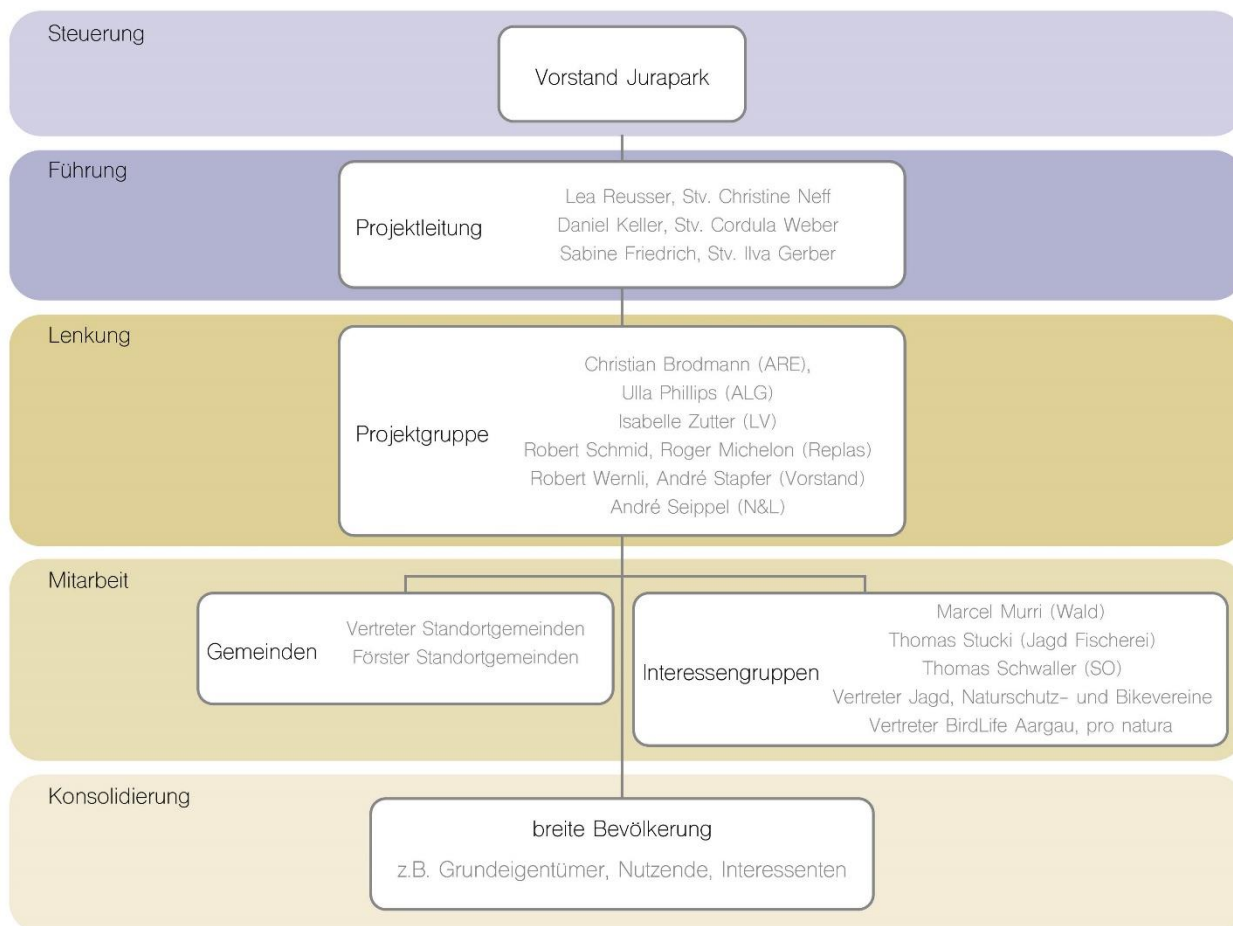 Steuerung
Vorstand Jurapark
Führung
Projektleitung
Lea Reusser, Stv. Christine Neff
Daniel Keller, Stv. Cordula Weber
Sabine Friedrich, Stv. Ilva Gerber
Lenkung
Projektgruppe
Christian Brodmann (ARE),
Ulla Phillips (ALG)
Isabelle Zutter (LV)
Robert Schmid, Roger Michelon (Replas)
Robert Wernli, André Stapfer (Vorstand)
André Seippel (N&L)
Mitarbeit
Gemeinden
Vertreter Standortgemeinden
Förster Standortgemeinden
Interessengruppen
Marcel Murri (Wald)
Thomas Stucki (Jagd Fischerei)
Thomas Schwaller (SO)
Vertreter Jagd, Naturschutz- und Bikevereine
Vertreter BirdLife Aargau, pro natura
Konsolidierung
breite Bevölkerung
z.B. Grundeigentümer, Nutzende, Interessenten